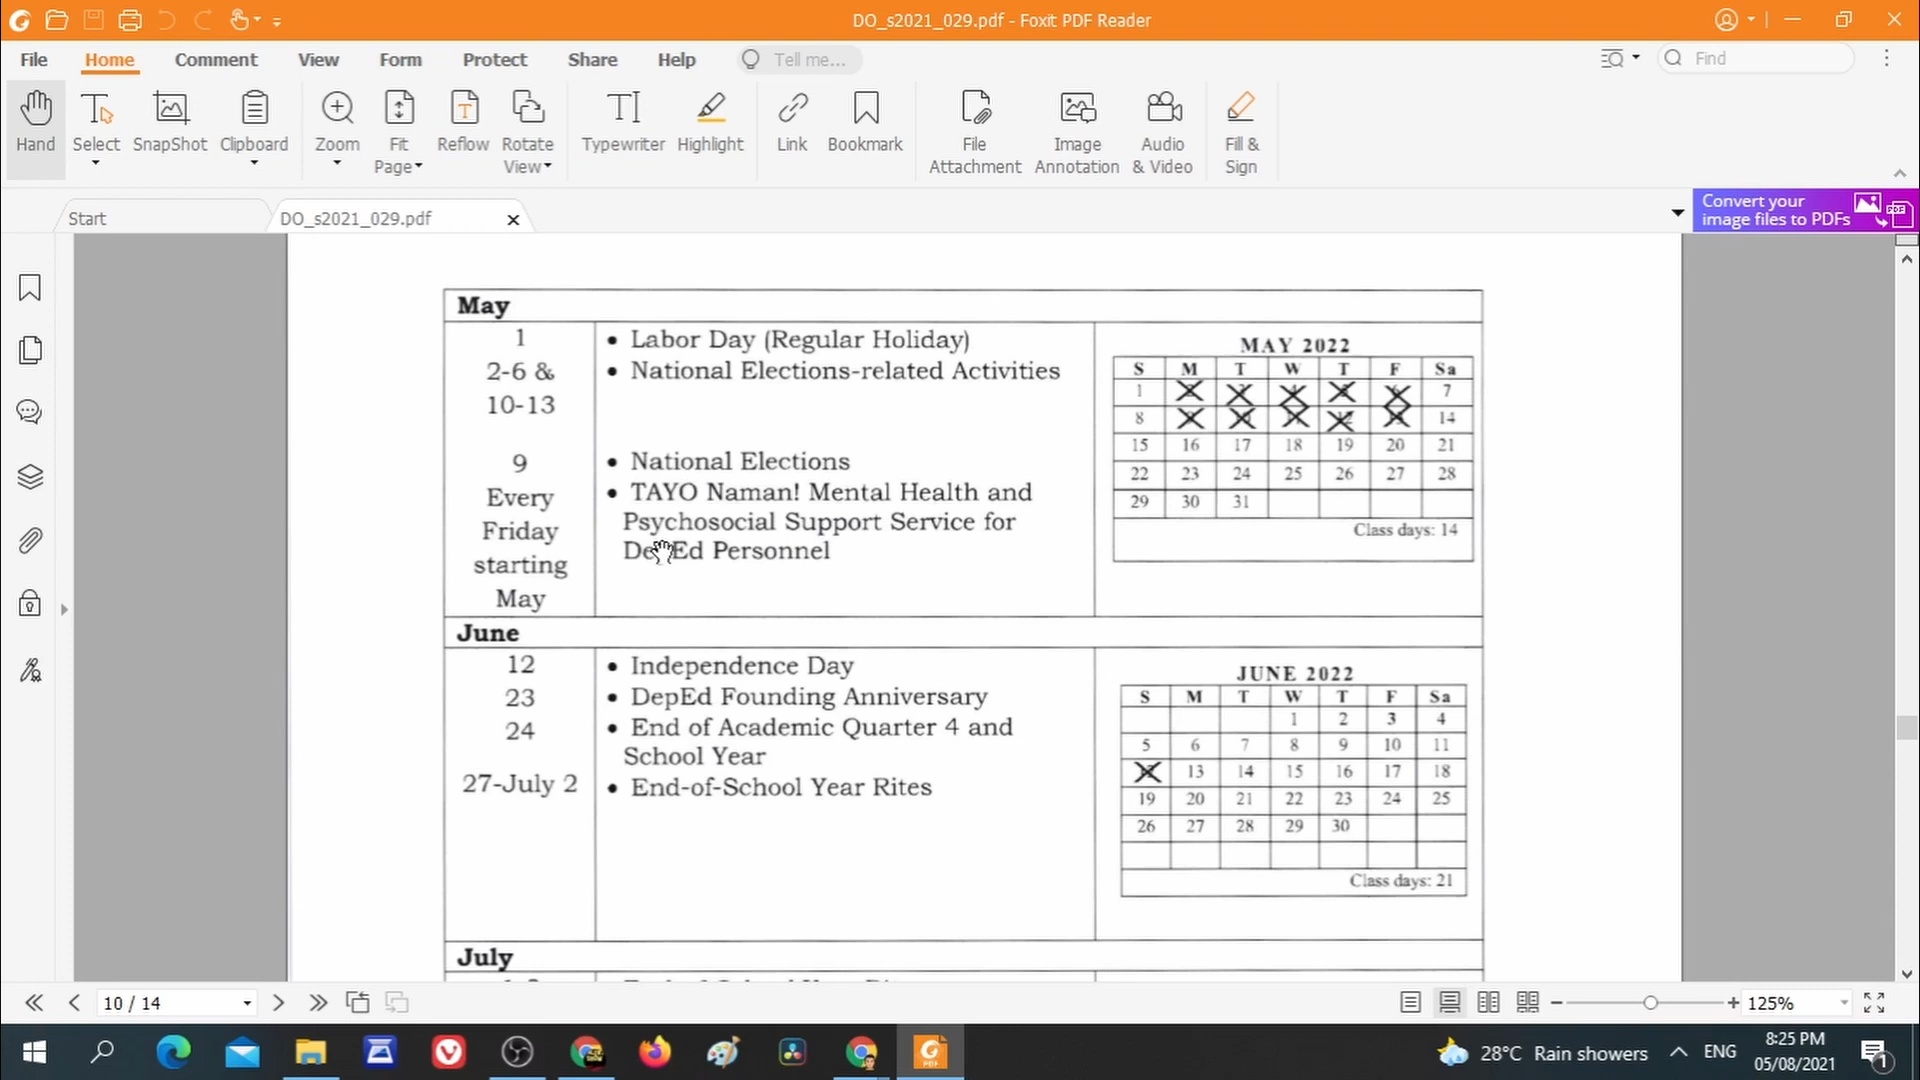 DO_s2021_029.pdf - Foxit PDF Reader
File Home Comment View Form Protect Share Help Tell me... Find
Hand Select SnapShot Clipboard Zoom Fit Page Reflow Rotate View Typewriter Highlight Link Bookmark File Attachment Image Annotation Audio & Video Fill & Sign
Start DO_s2021_029.pdf
Convert your
image files to PDFs
May
1
2-6 &
10-13
9
Every
Friday
starting
May
• Labor Day (Regular Holiday)
• National Elections-related Activities
• National Elections
• TAYO Naman! Mental Health and
Psychosocial Support Service for
DepEd Personnel
MAY 2022
S M T W T F Sa
1 7
8 14
15 16 17 18 19 20 21
22 23 24 25 26 27 28
29 30 31
Class days: 14
June
12
23
24
27-July 2
• Independence Day
• DepEd Founding Anniversary
• End of Academic Quarter 4 and
School Year
• End-of-School Year Rites
JUNE 2022
S M T W T F Sa
1 2 3 4
5 6 7 8 9 10 11
13 14 15 16 17 18
19 20 21 22 23 24 25
26 27 28 29 30
Class days: 21
July
10 / 14
125%
28°C Rain showers
ENG
8:25 PM
05/08/2021
1